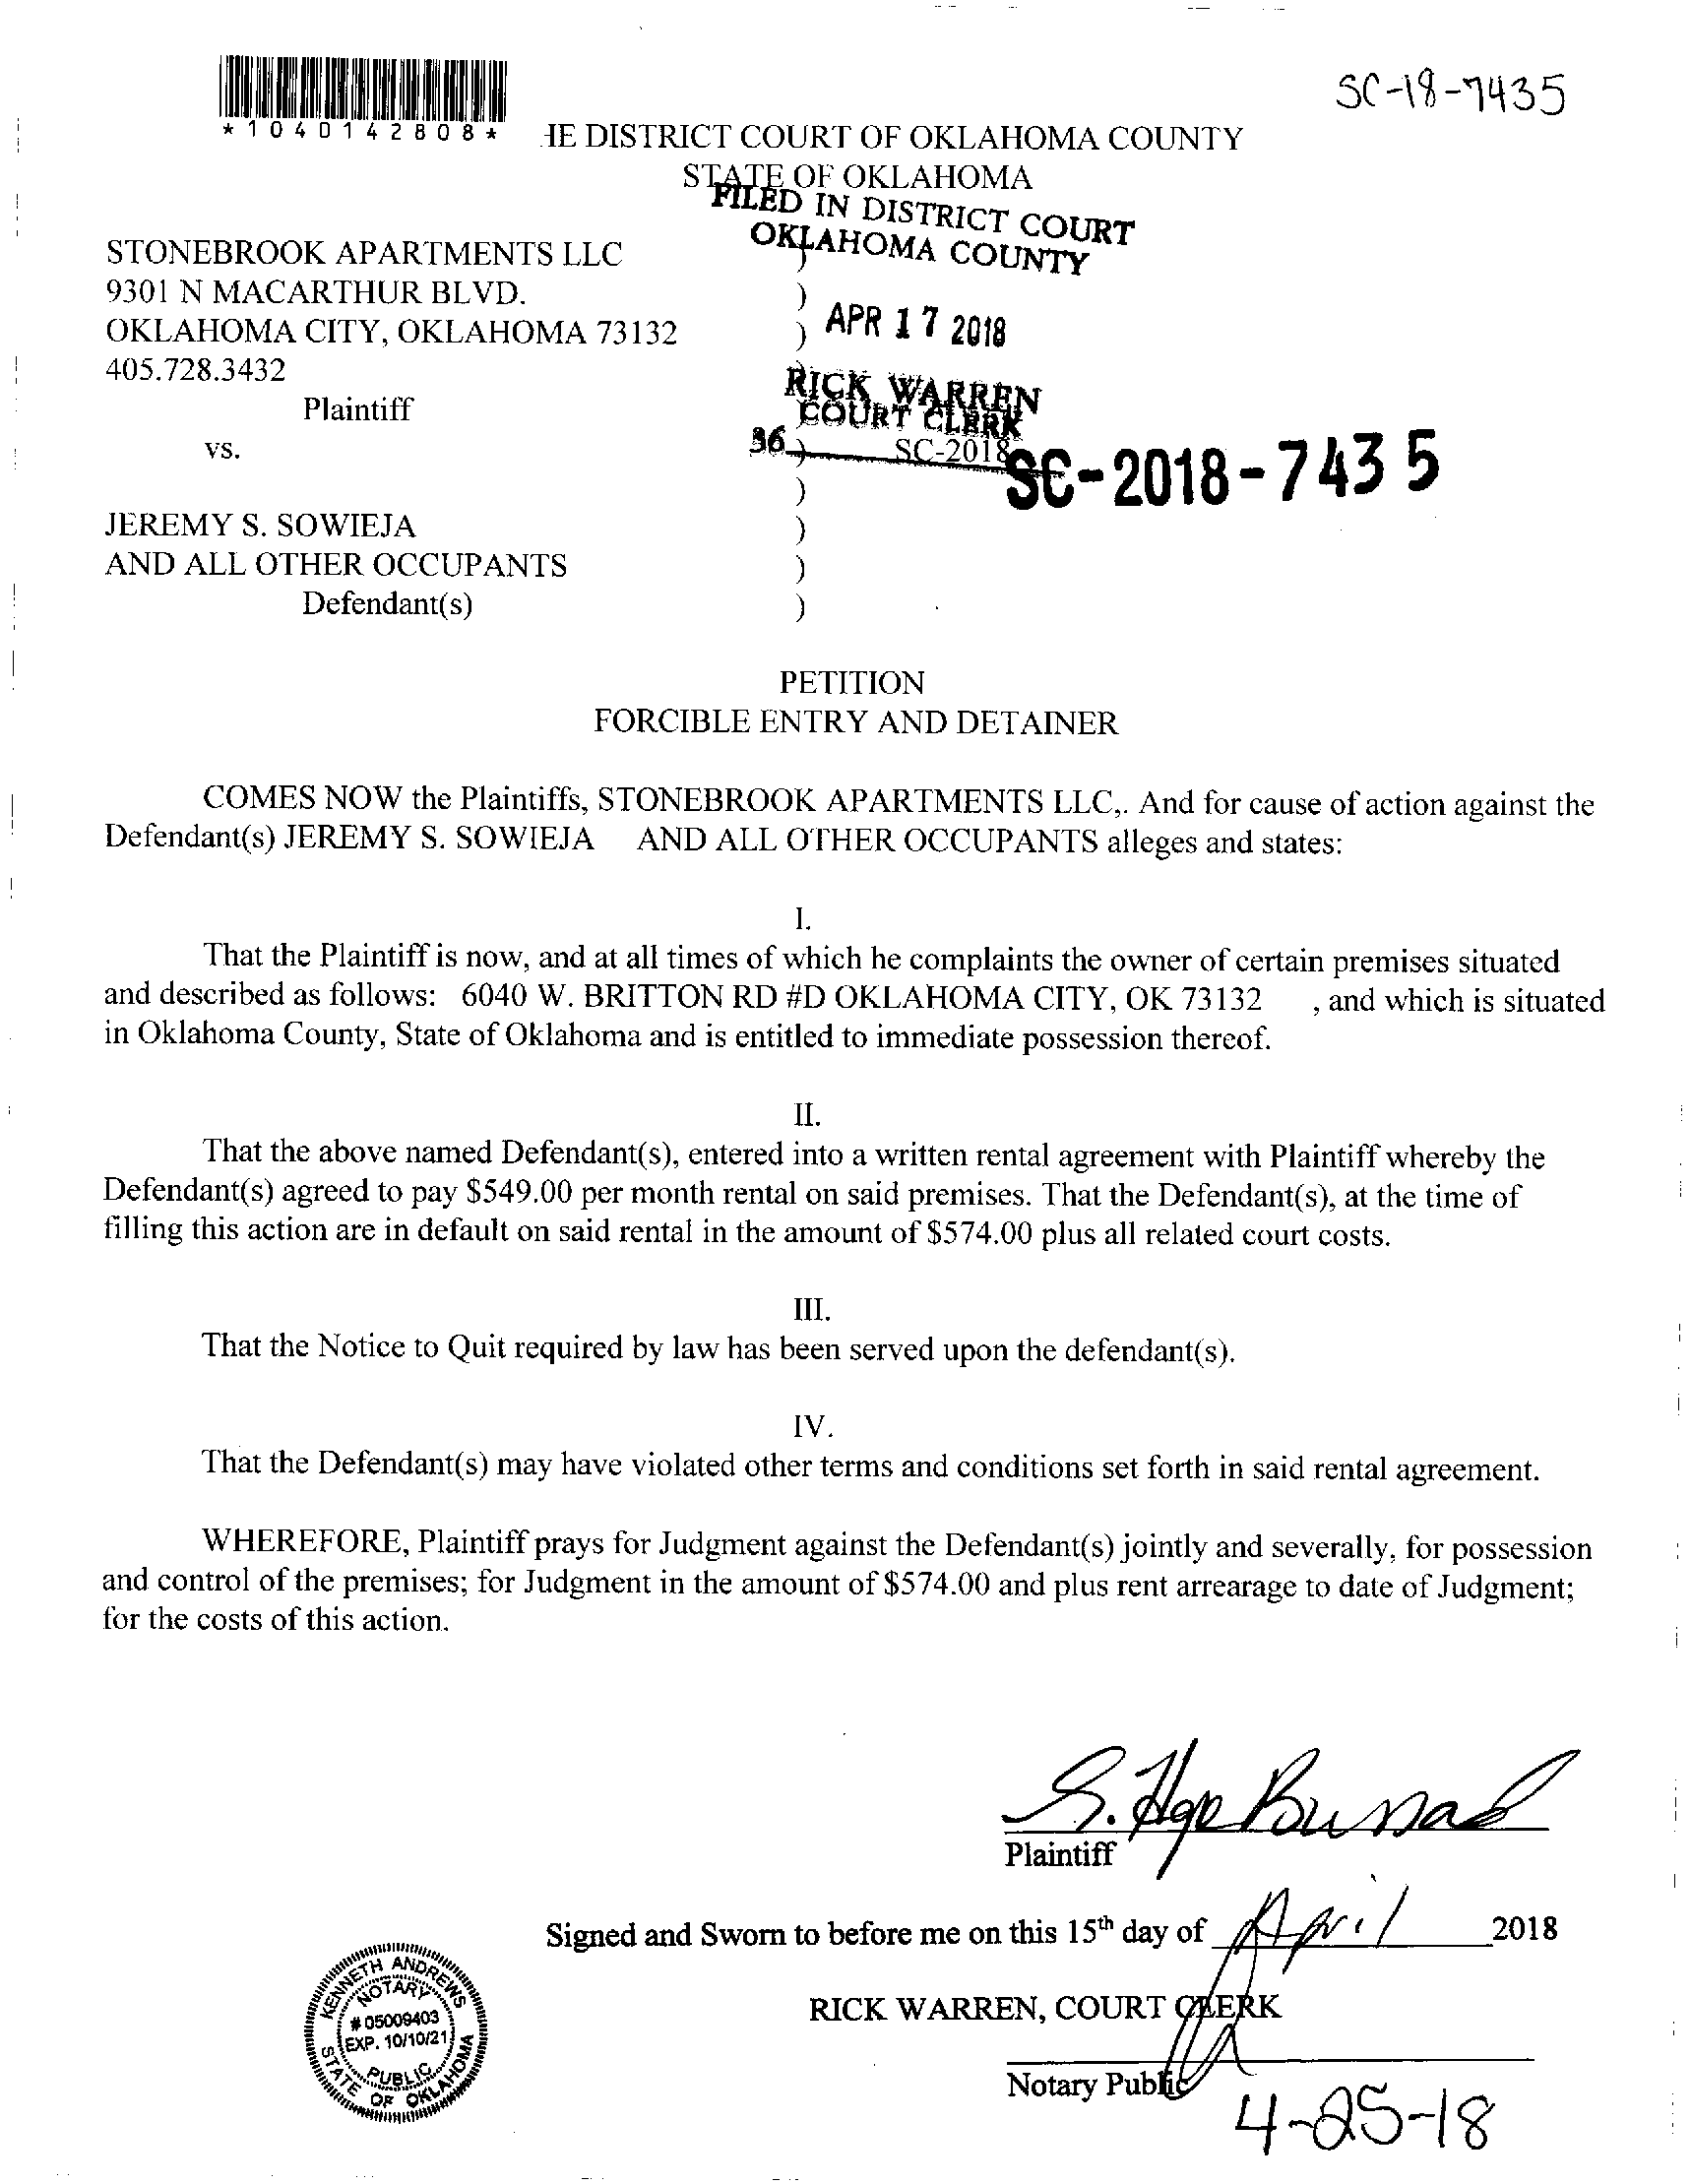 SC-18-7435
*1040142808*
HE DISTRICT COURT OF OKLAHOMA COUNTY
STATE OF OKLAHOMA
FILED IN DISTRICT COURT
OKLAHOMA COUNTY
STONEBROOK APARTMENTS LLC )
9301 N MACARTHUR BLVD. )
OKLAHOMA CITY, OKLAHOMA 73132 ) APR 17 2018
405.728.3432
RICK WARREN
COURT CLERK
Plaintiff
vs.
36 ) SC-2018
SC-2018-7435
)
JEREMY S. SOWIEJA )
AND ALL OTHER OCCUPANTS )
Defendant(s) )
PETITION
FORCIBLE ENTRY AND DETAINER
COMES NOW the Plaintiffs, STONEBROOK APARTMENTS LLC,. And for cause of action against the
Defendant(s) JEREMY S. SOWIEJA AND ALL OTHER OCCUPANTS alleges and states:
I.
That the Plaintiff is now, and at all times of which he complaints the owner of certain premises situated
and described as follows: 6040 W. BRITTON RD #D OKLAHOMA CITY, OK 73132 , and which is situated
in Oklahoma County, State of Oklahoma and is entitled to immediate possession thereof.
II.
That the above named Defendant(s), entered into a written rental agreement with Plaintiff whereby the
Defendant(s) agreed to pay $549.00 per month rental on said premises. That the Defendant(s), at the time of
filling this action are in default on said rental in the amount of $574.00 plus all related court costs.
III.
That the Notice to Quit required by law has been served upon the defendant(s).
IV.
That the Defendant(s) may have violated other terms and conditions set forth in said rental agreement.
WHEREFORE, Plaintiff prays for Judgment against the Defendant(s) jointly and severally, for possession
and control of the premises; for Judgment in the amount of $574.00 and plus rent arrearage to date of Judgment;
for the costs of this action.
Plaintiff
Signed and Sworn to before me on this 15th day of April 2018
KENNETH ANDREWS
NOTARY
# 05009403
EXP. 10/10/21
PUBLIC
STATE OF OKLAHOMA
RICK WARREN, COURT CLERK
Notary Public
4-25-18